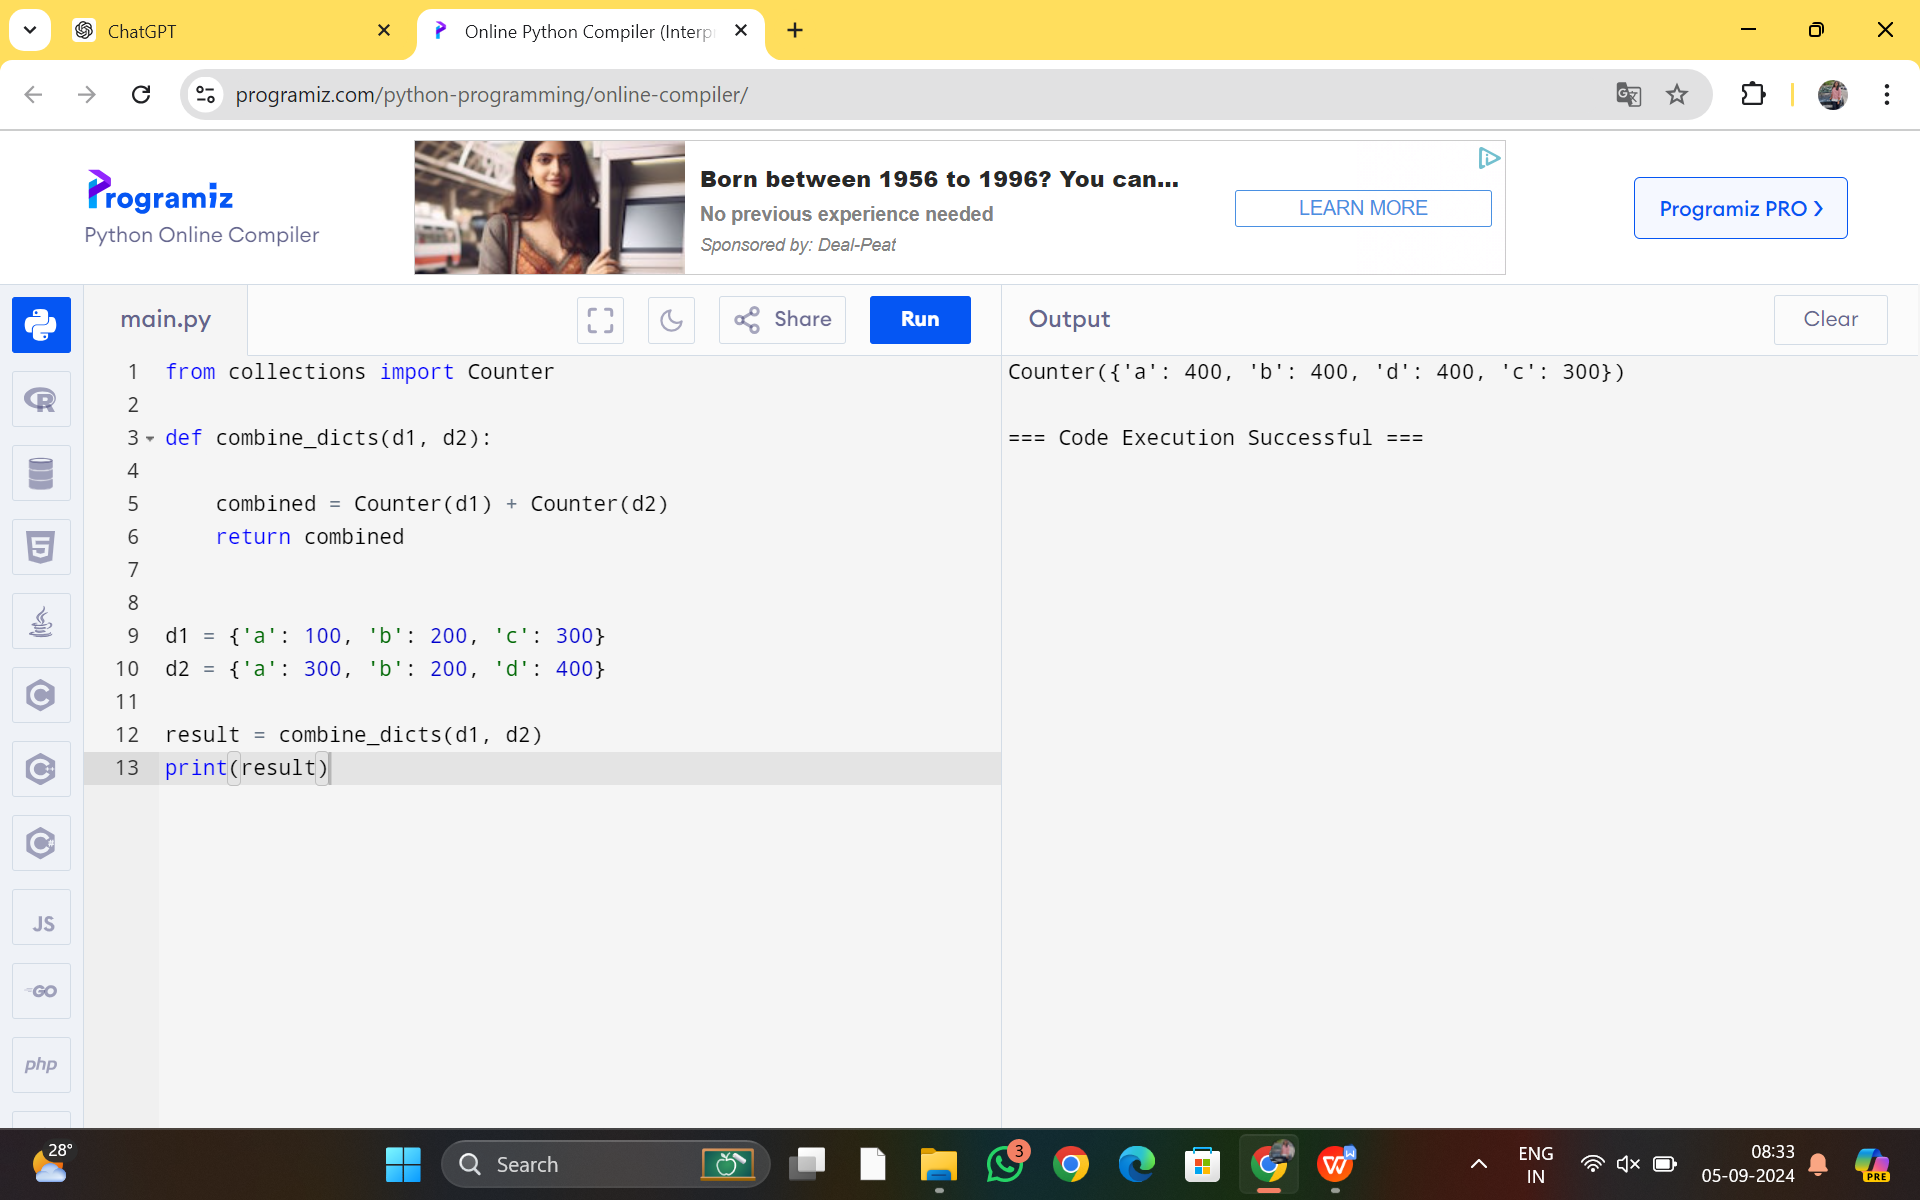 ChatGPT
Online Python Compiler (Interp
programiz.com/python-programming/online-compiler/
Programiz
Python Online Compiler
Born between 1956 to 1996? You can...
No previous experience needed
Sponsored by: Deal-Peat
LEARN MORE
Programiz PRO
main.py
Share
Run
Output
Clear
1 from collections import Counter
2
3 def combine_dicts(d1, d2):
4
5     combined = Counter(d1) + Counter(d2)
6     return combined
7
8
9 d1 = {'a': 100, 'b': 200, 'c': 300}
10 d2 = {'a': 300, 'b': 200, 'd': 400}
11
12 result = combine_dicts(d1, d2)
13 print(result)
Counter({'a': 400, 'b': 400, 'd': 400, 'c': 300})
=== Code Execution Successful ===
R
5
C
C
C#
JS
GO
php
28°
Search
3
W
W
ENG
IN
08:33
05-09-2024
PRE